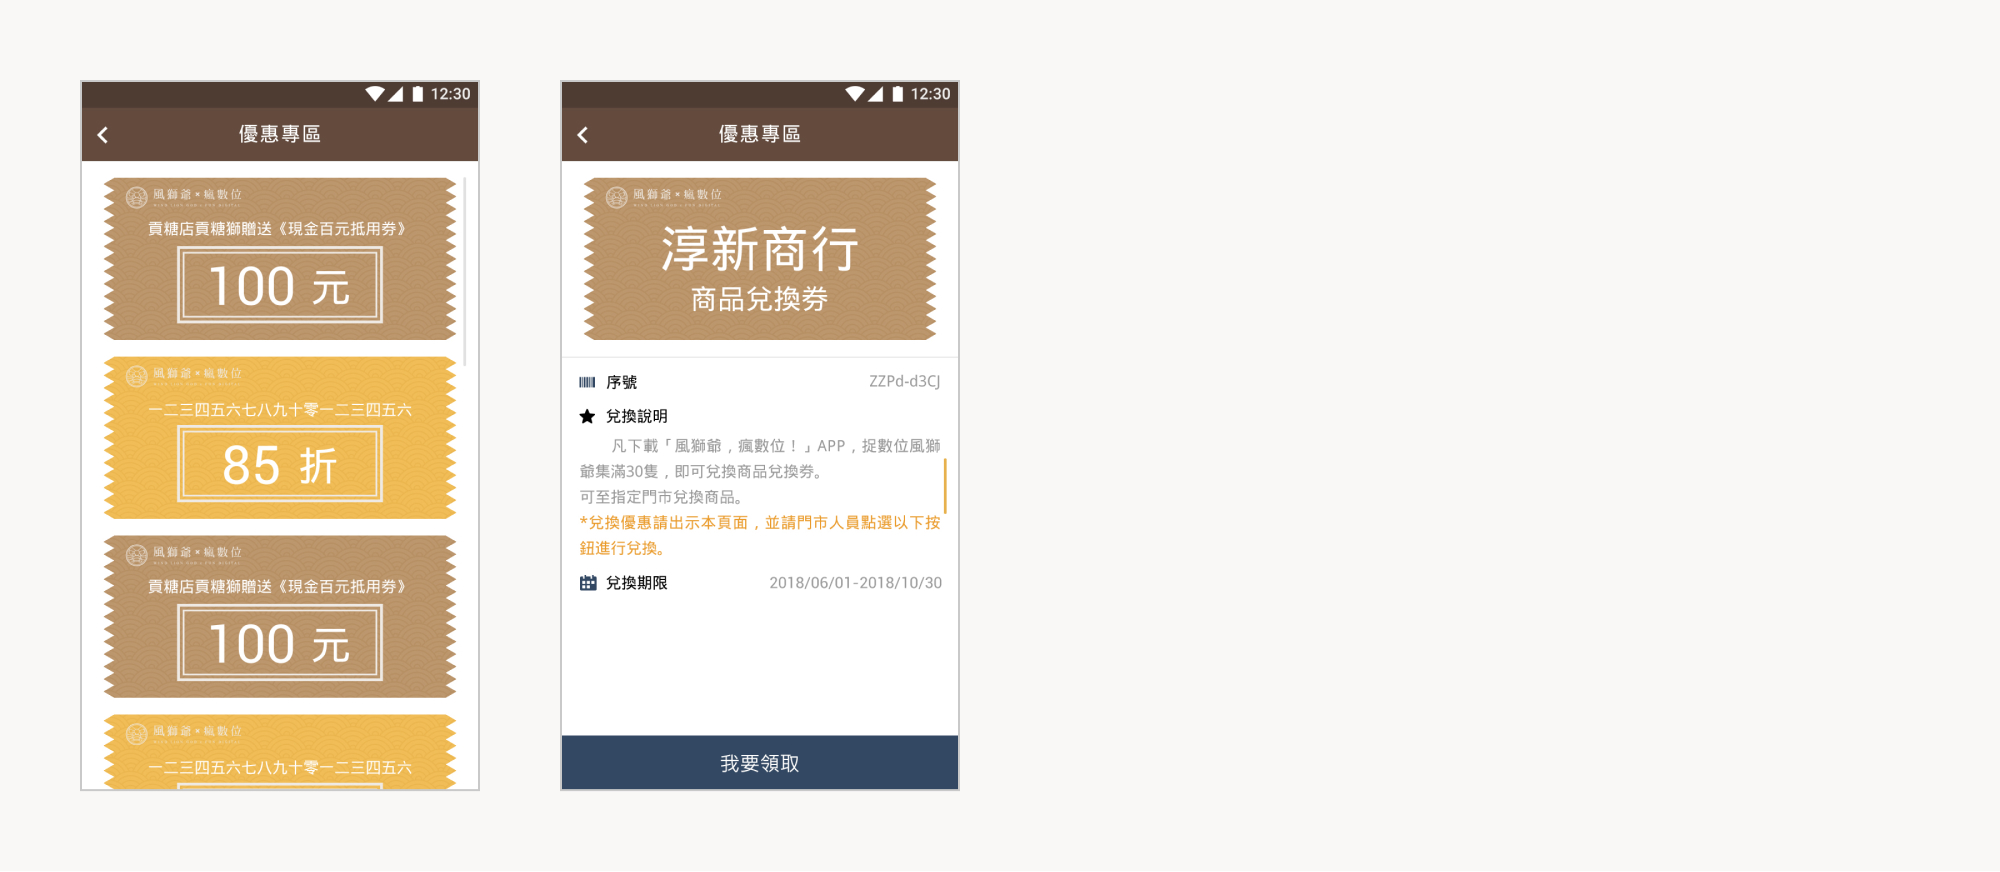 12:30
優惠專區
風獅爺×瘋數位
貢糖店貢糖獅贈送《現金百元抵用券》
100 元
風獅爺×瘋數位
一二三四五六七八九十零一二三四五六
85 折
風獅爺×瘋數位
貢糖店貢糖獅贈送《現金百元抵用券》
100 元
風獅爺×瘋數位
一二三四五六七八九十零一二三四五六
12:30
優惠專區
風獅爺×瘋數位
淳新商行
商品兌換券
序號 ZZPd-d3CJ
兌換說明
凡下載「風獅爺，瘋數位！」APP，捉數位風獅
爺集滿30隻，即可兌換商品兌換券。
可至指定門市兌換商品。
*兌換優惠請出示本頁面，並請門市人員點選以下按
鈕進行兌換。
兌換期限 2018/06/01-2018/10/30
我要領取